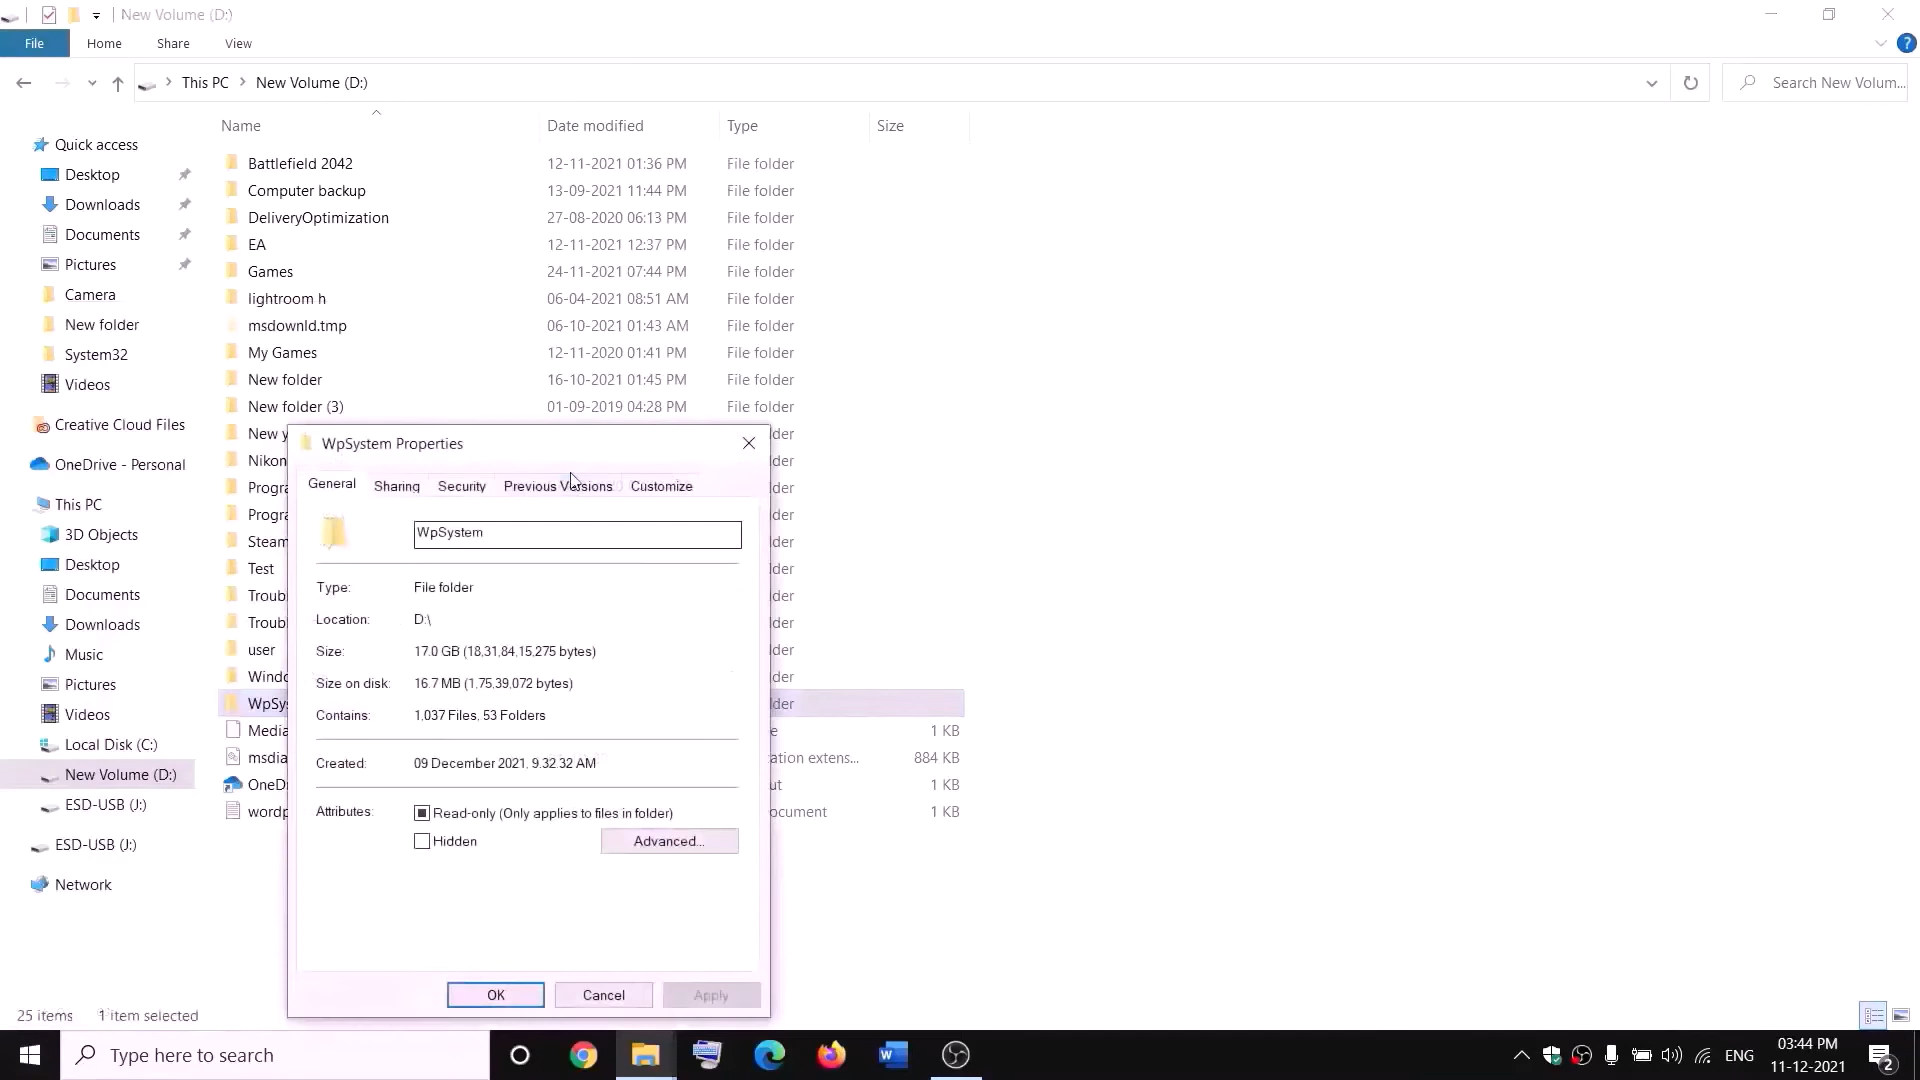 New Volume (D:)
File Home Share View
This PC New Volume (D:)
Search New Volum...
Name Date modified Type Size
Quick access
Desktop
Downloads
Documents
Pictures
Camera
New folder
System32
Videos
Creative Cloud Files
OneDrive - Personal
This PC
3D Objects
Desktop
Documents
Downloads
Music
Pictures
Videos
Local Disk (C:)
New Volume (D:)
ESD-USB (J:)
ESD-USB (J:)
Network
Battlefield 2042 12-11-2021 01:36 PM File folder
Computer backup 13-09-2021 11:44 PM File folder
DeliveryOptimization 27-08-2020 06:13 PM File folder
EA 12-11-2021 12:37 PM File folder
Games 24-11-2021 07:44 PM File folder
lightroom h 06-04-2021 08:51 AM File folder
msdownld.tmp 06-10-2021 01:43 AM File folder
My Games 12-11-2020 01:41 PM File folder
New folder 16-10-2021 01:45 PM File folder
New folder (3) 01-09-2019 04:28 PM File folder
New y der
Nikon der
Progra der
Progra der
Steam der
Test der
Troub der
Troub der
user der
Windo der
WpSys der
Media e 1 KB
msdia ation extens... 884 KB
OneDr ut 1 KB
wordp ocument 1 KB
WpSystem Properties
General Sharing Security Previous Versions Customize
WpSystem
Type: File folder
Location: D:\
Size: 17.0 GB (18,31,84,15,275 bytes)
Size on disk: 16.7 MB (1,75,39,072 bytes)
Contains: 1,037 Files, 53 Folders
Created: 09 December 2021, 9.32.32 AM
Attributes: Read-only (Only applies to files in folder)
Hidden Advanced...
OK Cancel Apply
25 items 1 item selected
Type here to search
ENG
03:44 PM
11-12-2021
2